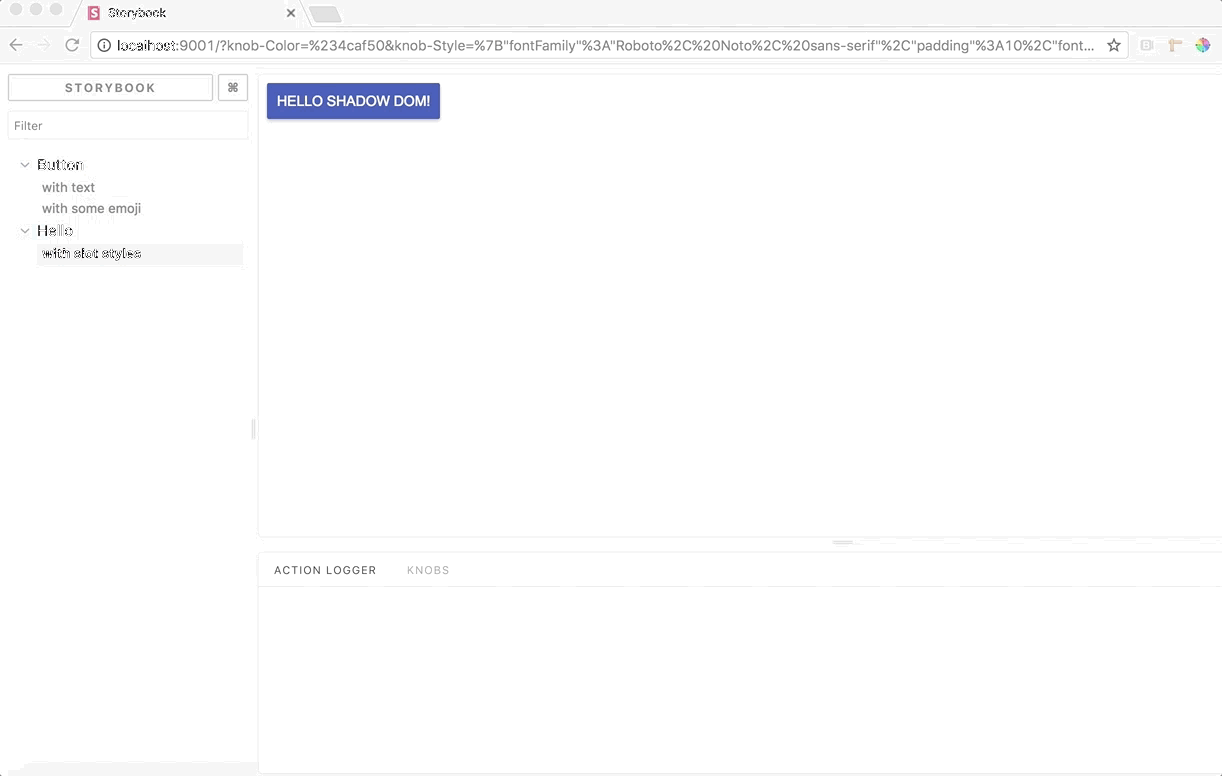 Storybook
localhost:9001/?knob-Color=%234caf50&knob-Style=%7B"fontFamily"%3A"Roboto%2C%20Noto%2C%20sans-serif"%2C"padding"%3A10%2C"font...
STORYBOOK ⌘
Filter
Button
with text
with some emoji
Hello
with slot styles
HELLO SHADOW DOM!
ACTION LOGGER KNOBS